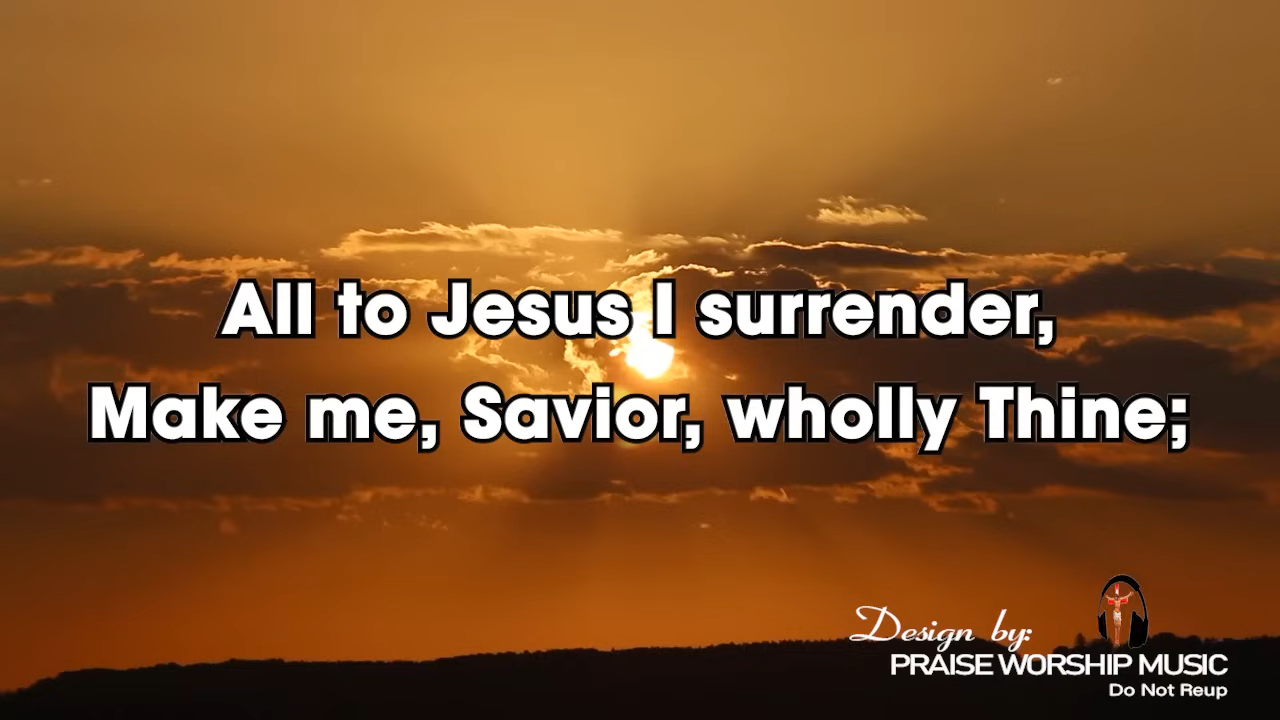 All to Jesus I surrender,
Make me, Savior, wholly Thine;
Design by:
PRAISE WORSHIP MUSIC
Do Not Reup